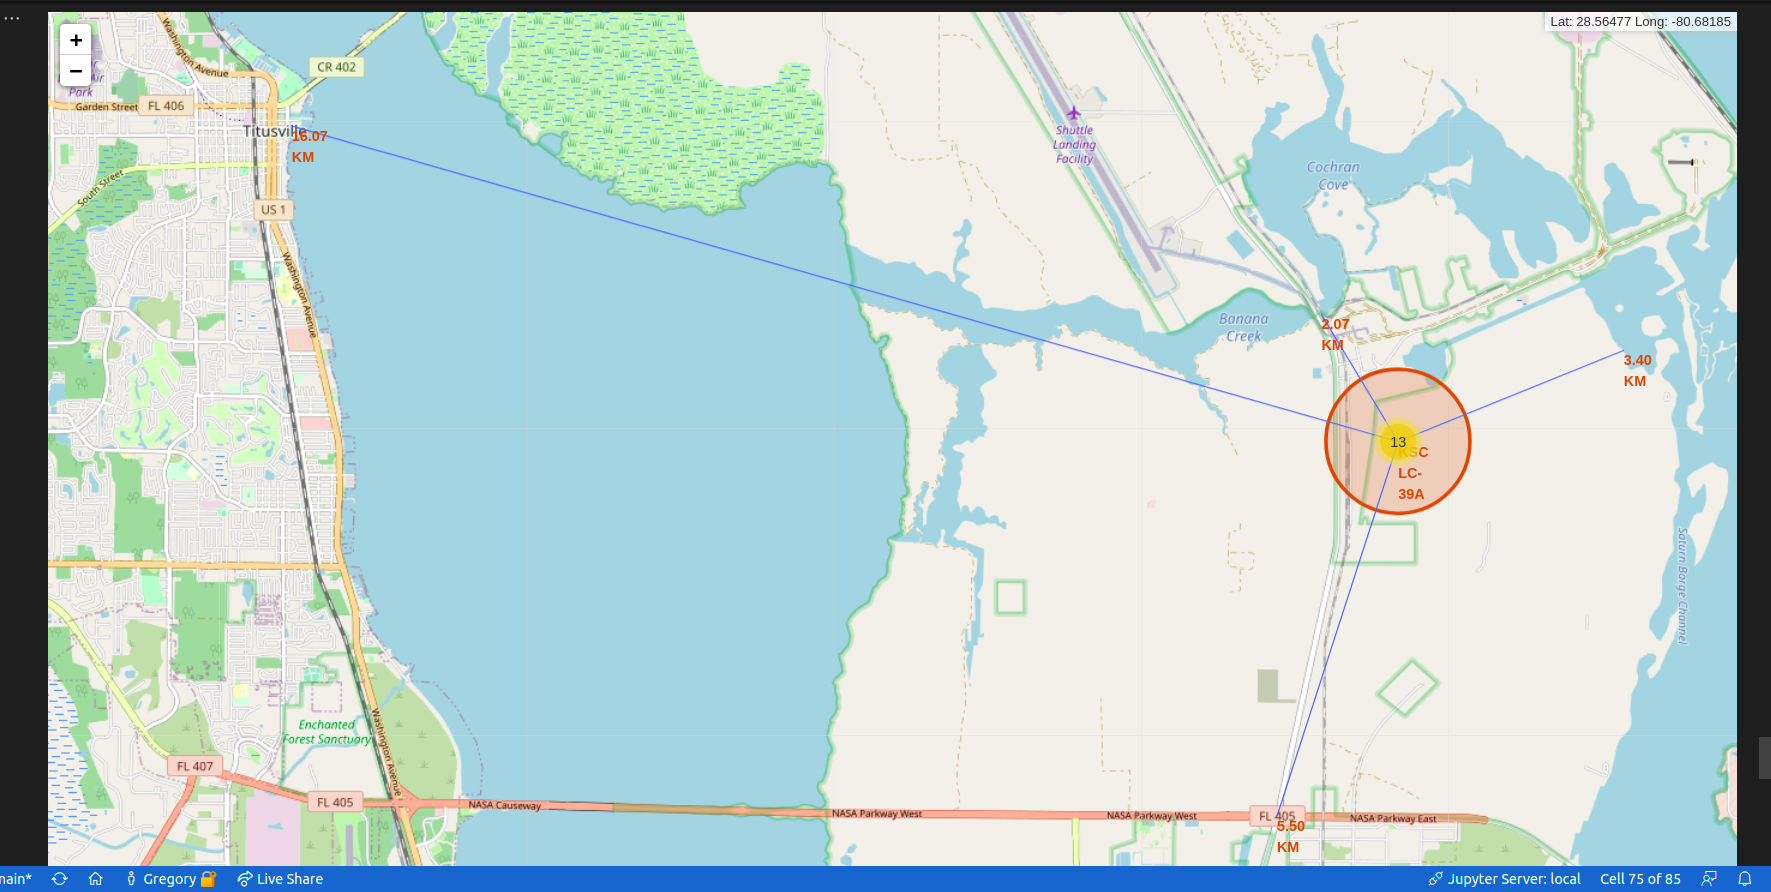 ...
Lat: 28.56477 Long: -80.68185
+
−
Washington Avenue
CR 402
Air
Park
Garden Street
FL 406
Titusville
16.07
KM
South Street
US 1
Washington Avenue
Shuttle
Landing
Facility
Cochran
Cove
Banana
Creek
2.07
KM
3.40
KM
13
KSC
LC-
39A
Saturn Barge Channel
Enchanted
Forest Sanctuary
Washington Avenue
FL 407
FL 405
NASA Causeway
NASA Parkway West
NASA Parkway West
FL 405
NASA Parkway East
5.50
KM
main*
Gregory
Live Share
Jupyter Server: local
Cell 75 of 85